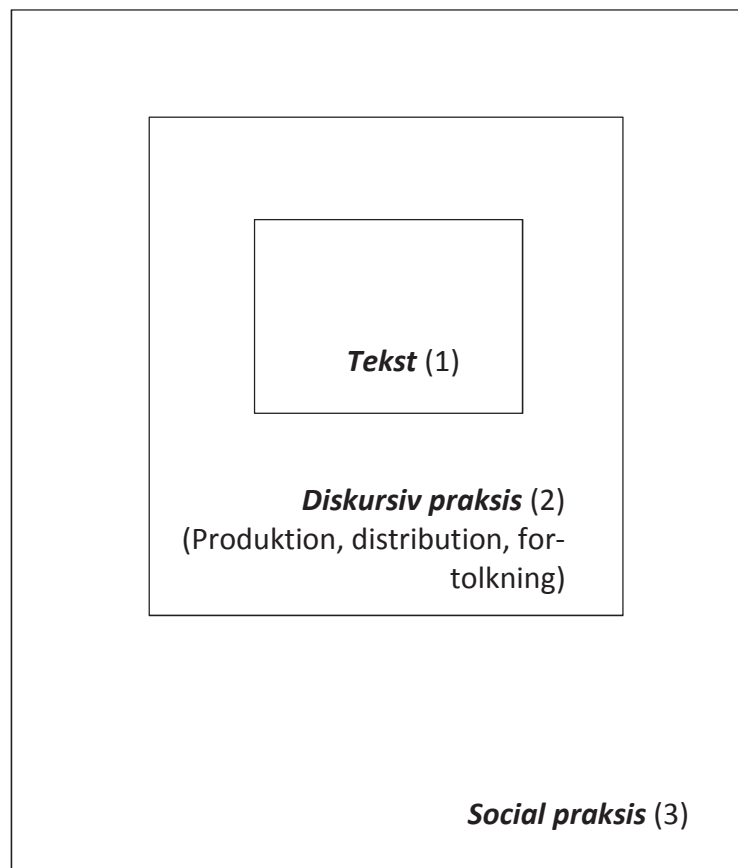 Tekst (1)
Diskursiv praksis (2)
(Produktion, distribution, for-
tolkning)
Social praksis (3)